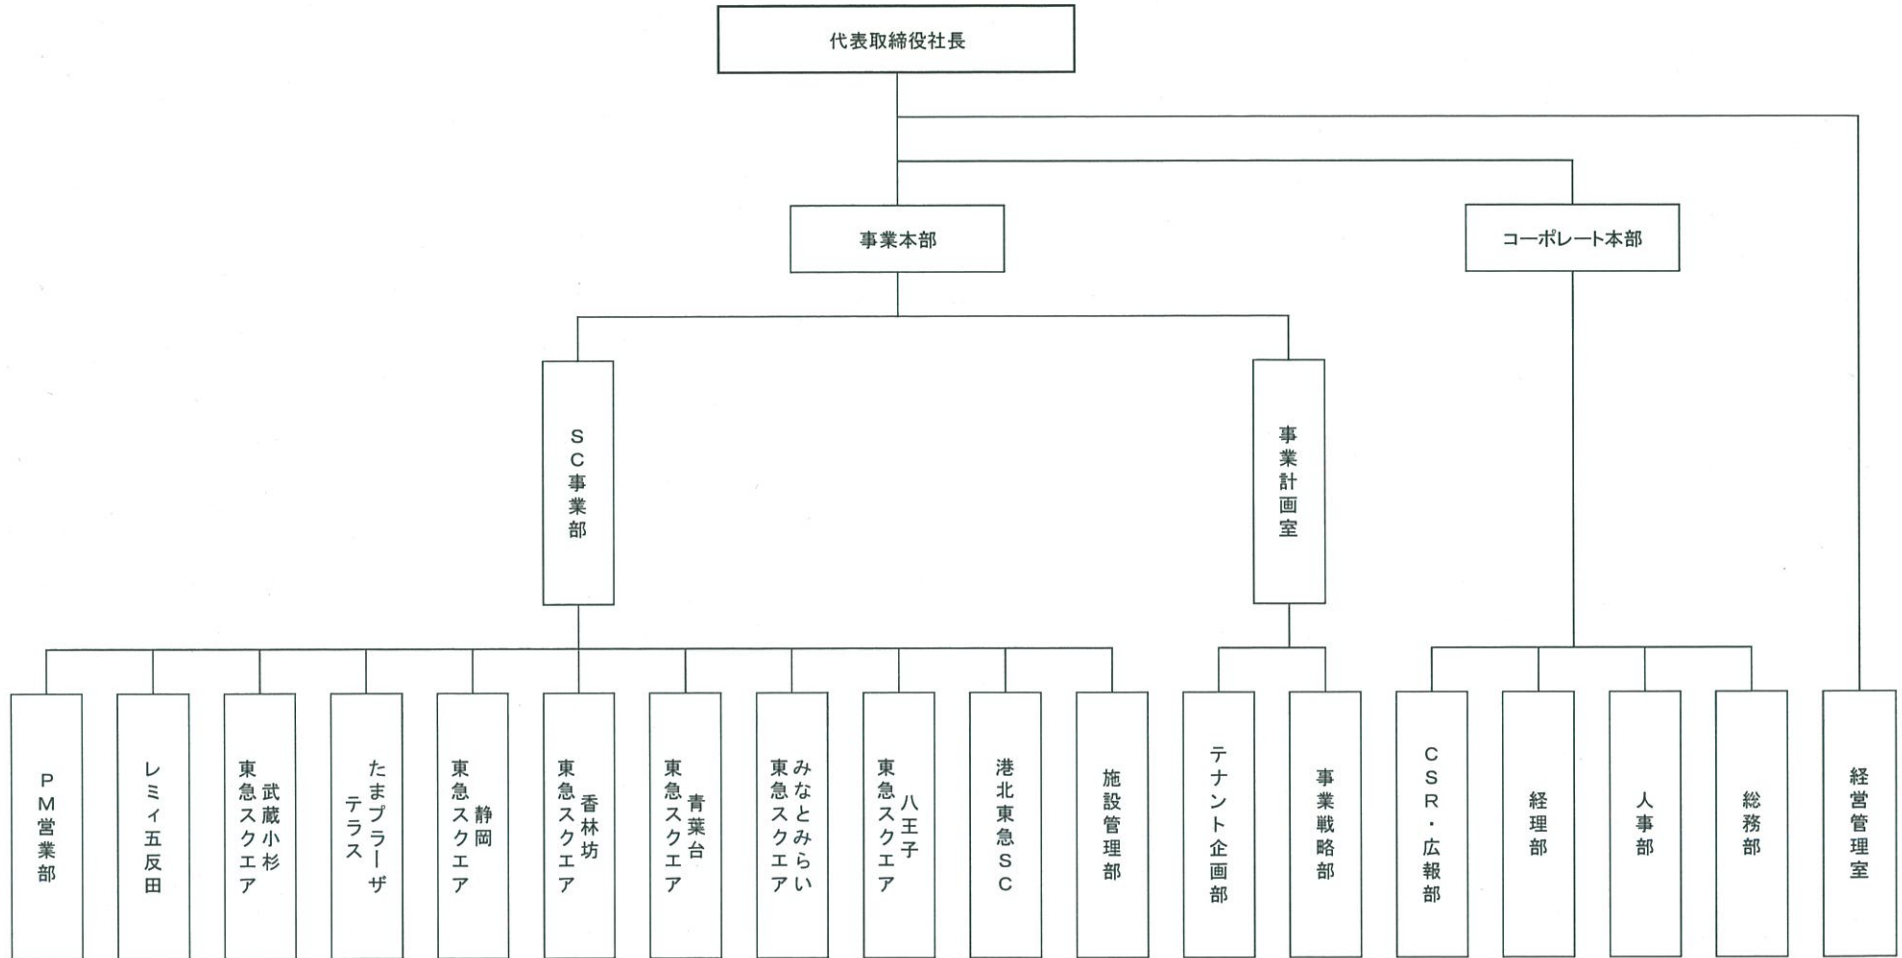 代表取締役社長
事業本部
コーポレート本部
SC事業部
事業計画室
PM営業部
レミィ五反田
武蔵小杉
東急スクエア
たまプラーザ
テラス
静岡
東急スクエア
香林坊
東急スクエア
青葉台
東急スクエア
みなとみらい
東急スクエア
八王子
東急スクエア
港北東急SC
施設管理部
テナント企画部
事業戦略部
CSR・広報部
経理部
人事部
総務部
経営管理室